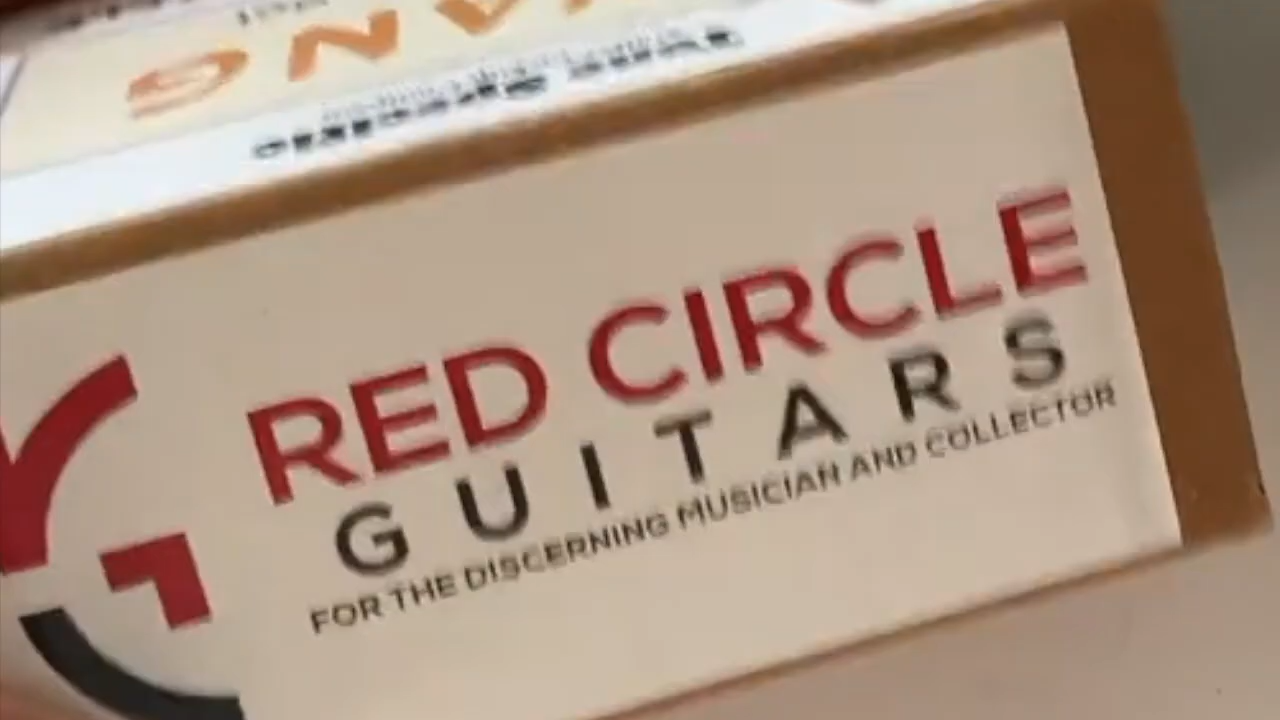 RED CIRCLE
GUITARS
FOR THE DISCERNING MUSICIAN AND COLLECTOR